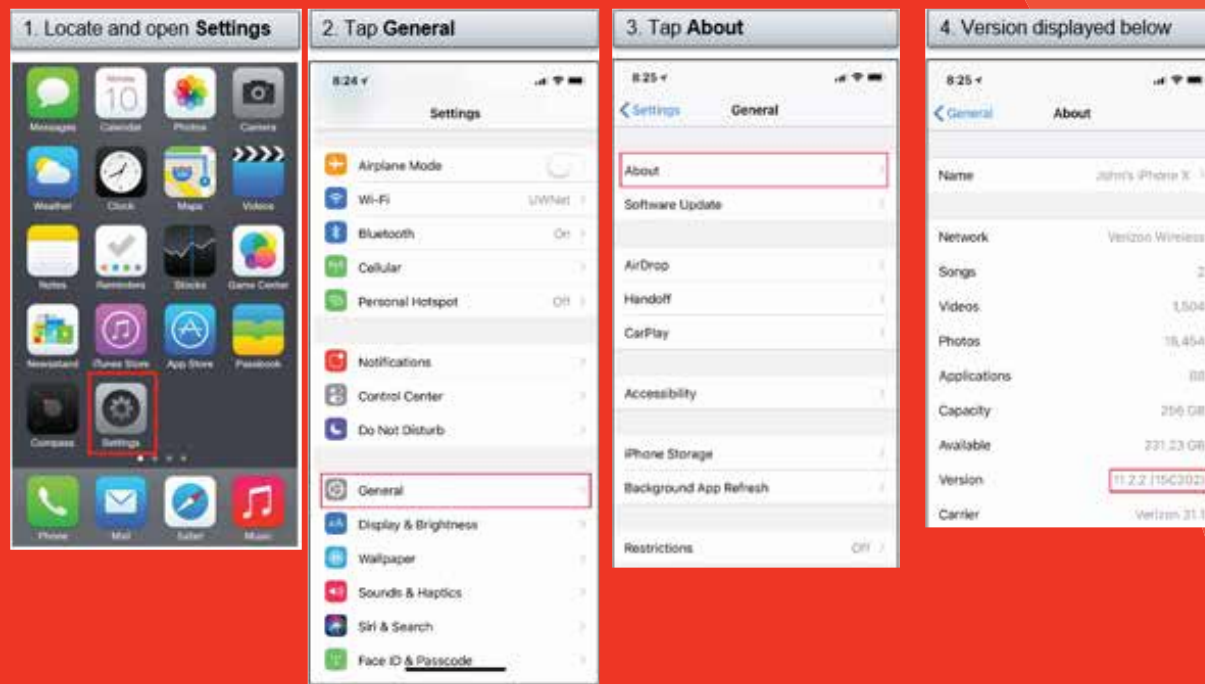 1. Locate and open Settings
Messages
Monday
10
Calendar
Photos
Camera
Weather
Clock
Maps
Videos
Notes
Reminders
Stocks
Game Center
Newsstand
iTunes Store
App Store
Passbook
Compass
Settings
Phone
Mail
Safari
Music
2. Tap General
8:24
Settings
Airplane Mode
Wi-Fi UWNet
Bluetooth On
Cellular
Personal Hotspot Off
Notifications
Control Center
Do Not Disturb
General
AA
Display & Brightness
Wallpaper
Sounds & Haptics
Siri & Search
Face ID & Passcode
3. Tap About
8:25
Settings General
About
Software Update
AirDrop
Handoff
CarPlay
Accessibility
iPhone Storage
Background App Refresh
Restrictions Off
4. Version displayed below
8:25
General About
Name John's iPhone X
Network Verizon Wireless
Songs 2
Videos 1,504
Photos
Applications
Capacity 256 GB
Available 231.23 GB
Version 11.2.2 (15C202)
Carrier Verizon 31.1